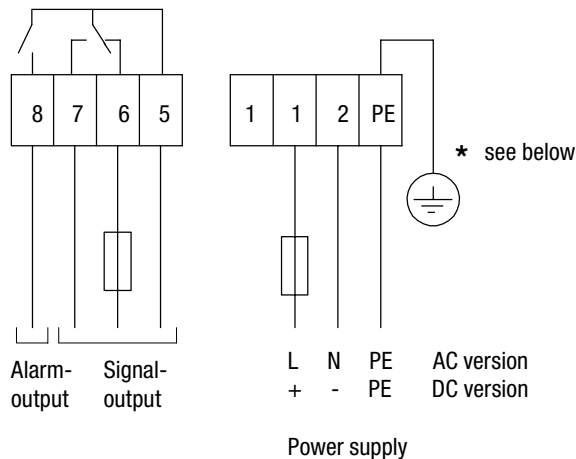 8 7 6 5
1 1 2 PE
* see below
L N PE AC version
+ - PE DC version
Alarm-
output
Signal-
output
Power supply